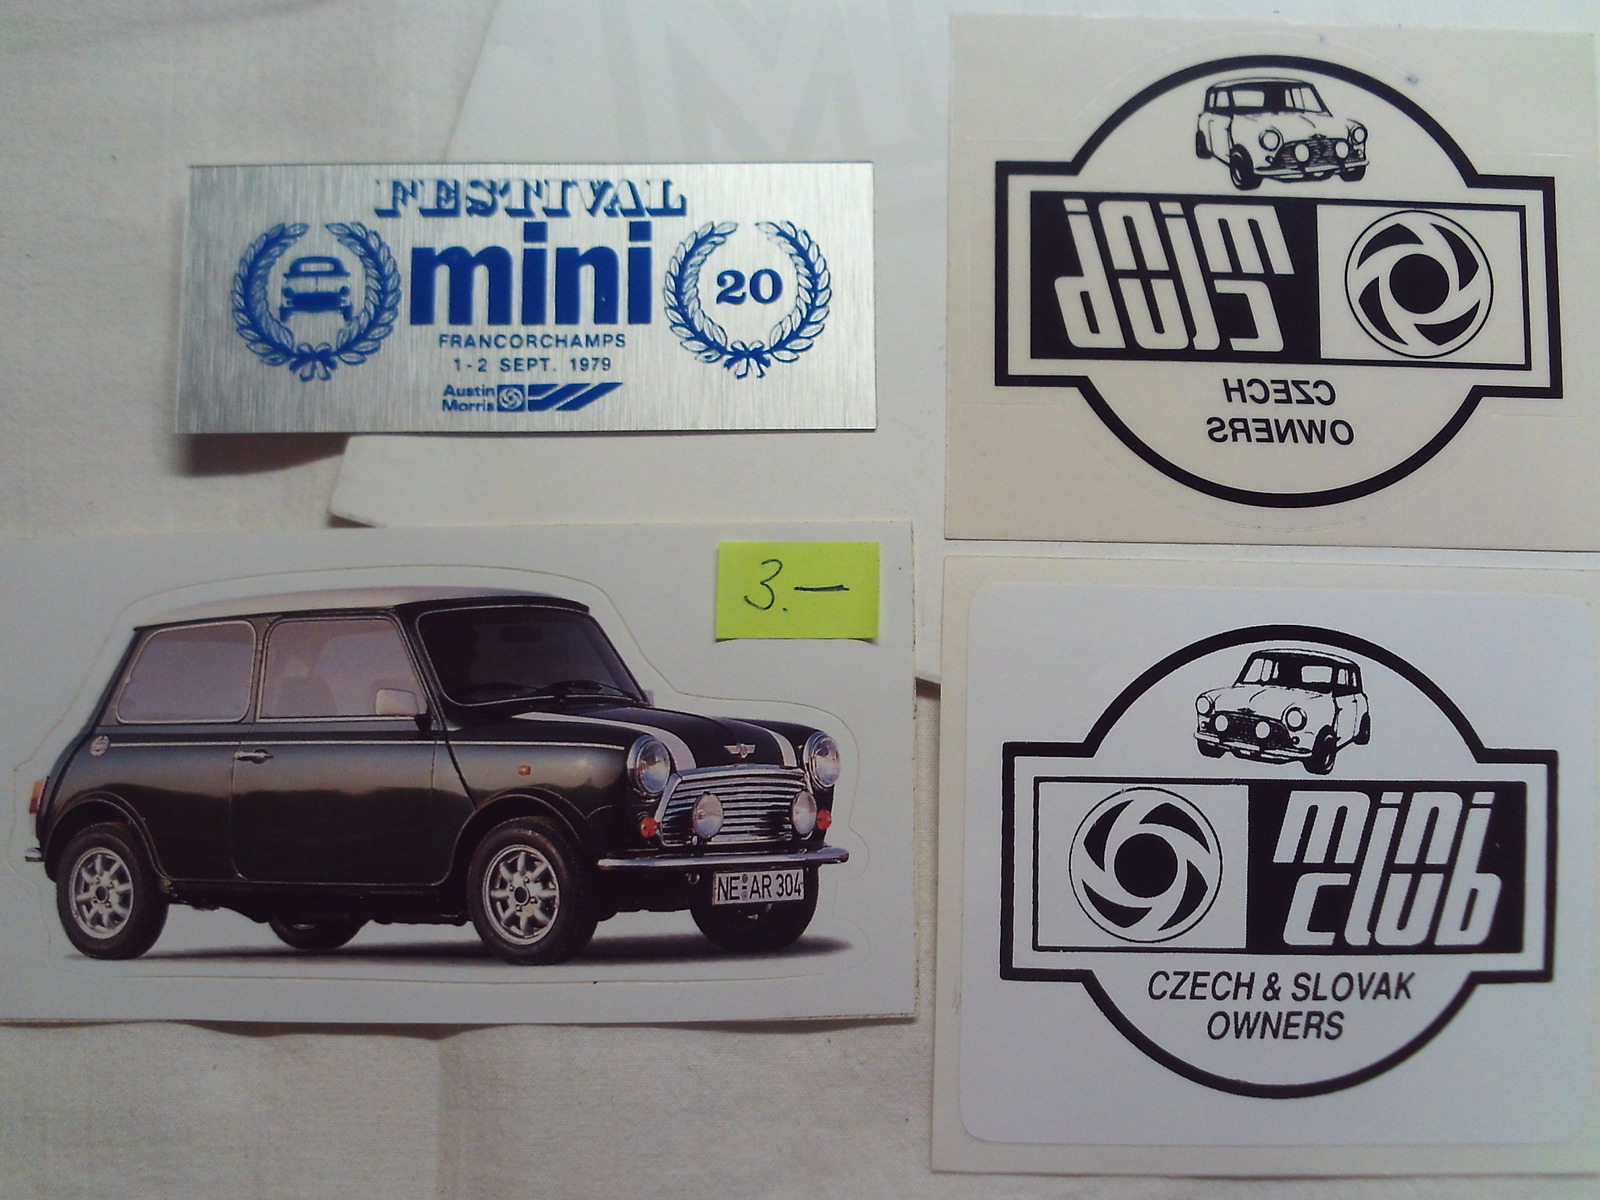 FESTIVAL
mini
20
FRANCORCHAMPS
1-2 SEPT. 1979
Austin
Morris
mini
club
CZECH
OWNERS
3.—
NE AR 304
mini
club
CZECH & SLOVAK
OWNERS